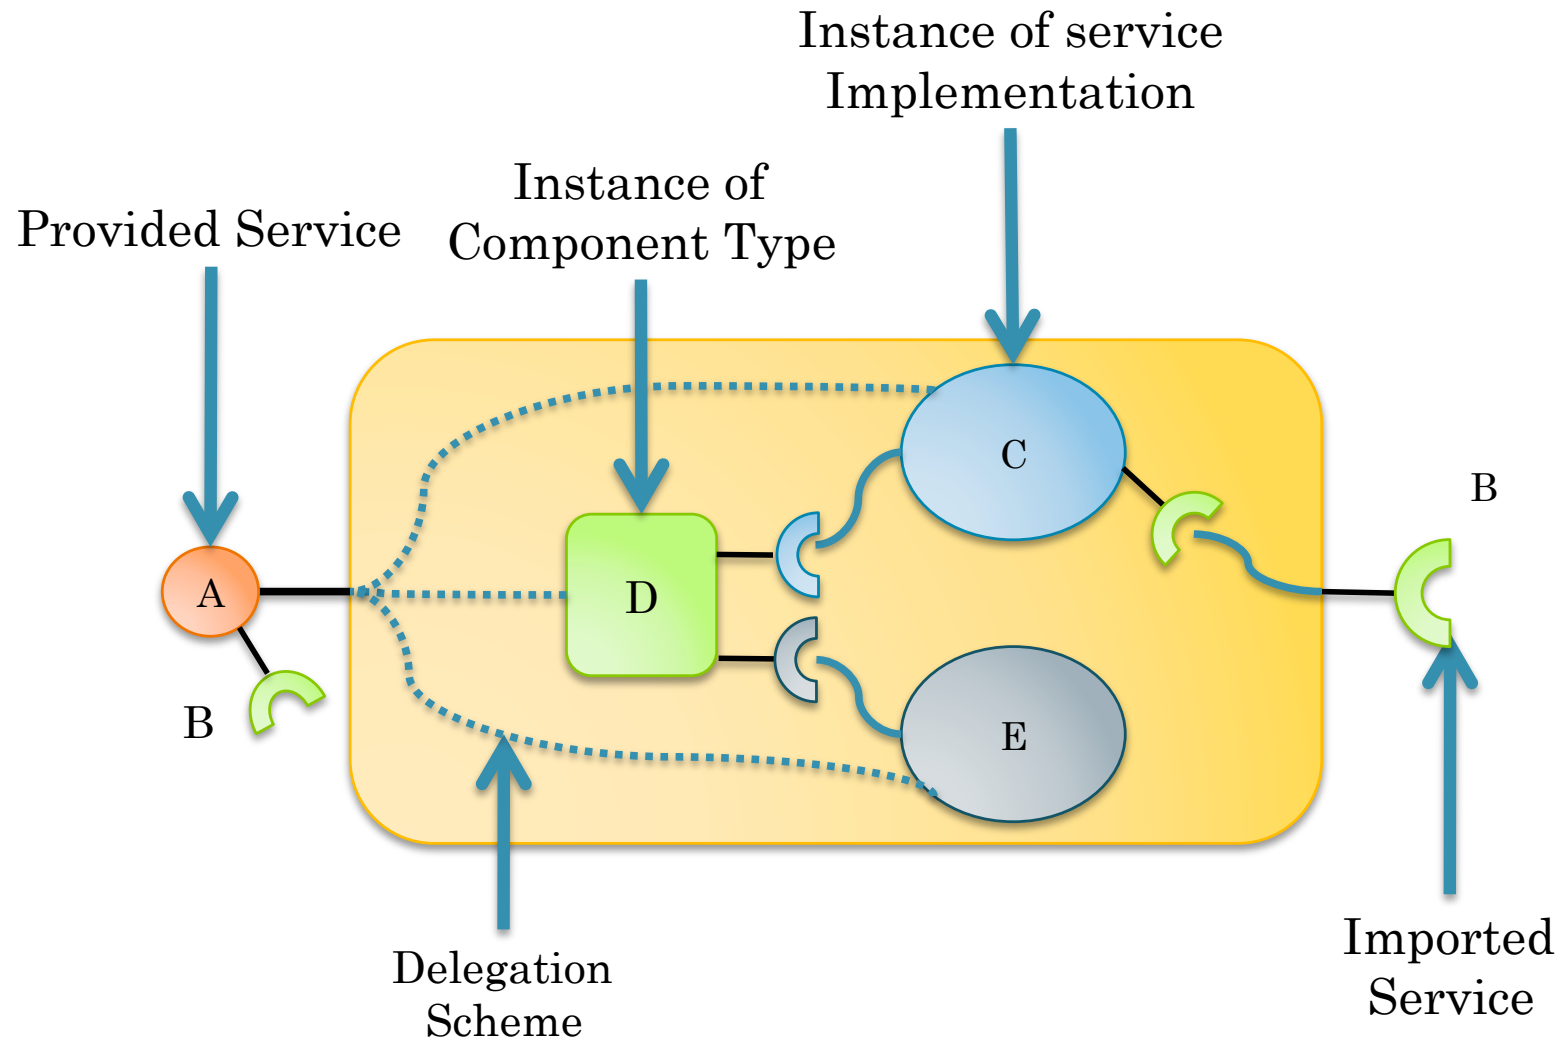 Instance of service
Implementation
Instance of
Component Type
Provided Service
C
B
D
A
B
E
Delegation
Scheme
Imported
Service